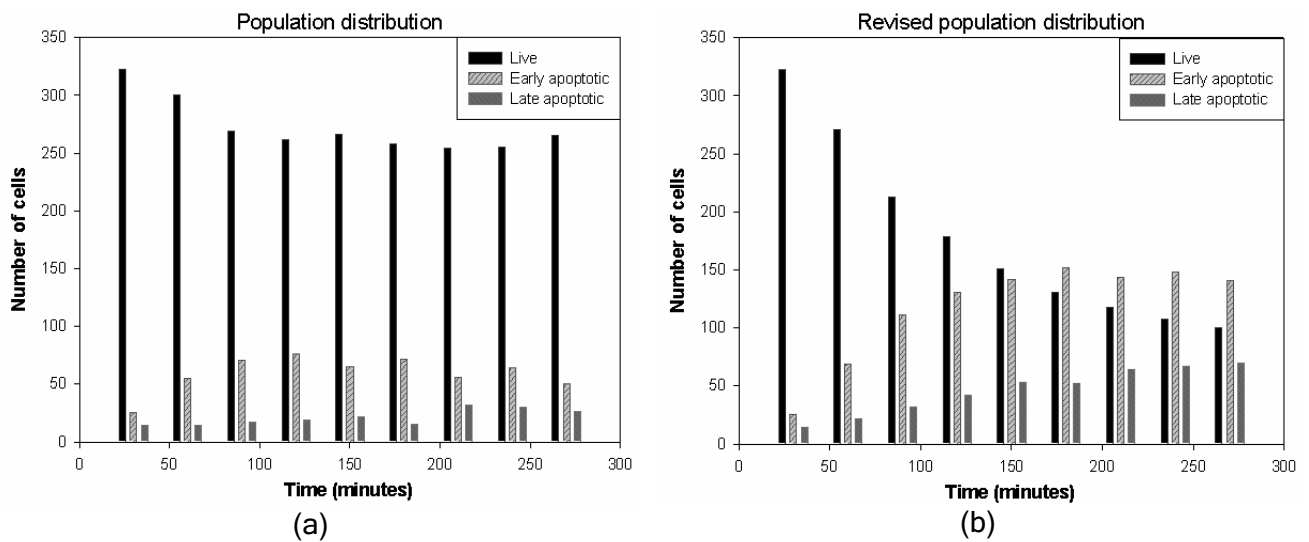 Population distribution
Number of cells
350
300
250
200
150
100
50
0
Live
Early apoptotic
Late apoptotic
0 50 100 150 200 250 300
Time (minutes)
(a)
Revised population distribution
Number of cells
350
300
250
200
150
100
50
0
Live
Early apoptotic
Late apoptotic
0 50 100 150 200 250 300
Time (minutes)
(b)